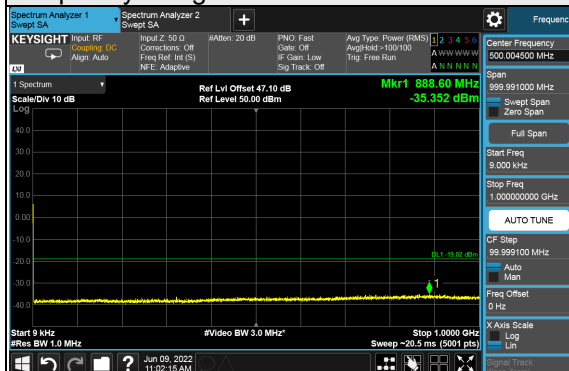 Spectrum Analyzer 1
Swept SA
Spectrum Analyzer 2
Swept SA
+
Frequenc
KEYSIGHT
Input: RF
Coupling: DC
Align: Auto
Input Z: 50 Ω
Corrections: Off
Freq Ref: Int (S)
NFE: Adaptive
#Atten: 20 dB
PNO: Fast
Gate: Off
IF Gain: Low
Sig Track: Off
Avg Type: Power (RMS)
Avg|Hold:>100/100
Trig: Free Run
1 2 3 4 5 6
A W W W W W
A N N N N N
LXI
1 Spectrum
Scale/Div 10 dB
Ref Lvl Offset 47.10 dB
Ref Level 50.00 dBm
Mkr1 888.60 MHz
-35.352 dBm
Log
40.0
30.0
20.0
10.0
0.00
-10.0
-20.0
-30.0
-40.0
DL1 -19.02 dBm
1
Start 9 kHz
#Res BW 1.0 MHz
#Video BW 3.0 MHz*
Stop 1.0000 GHz
Sweep ~20.5 ms (5001 pts)
Jun 09, 2022
11:02:15 AM
?
Center Frequency
500.004500 MHz
Span
999.991000 MHz
Swept Span
Zero Span
Full Span
Start Freq
9.000 kHz
Stop Freq
1.000000000 GHz
AUTO TUNE
CF Step
99.999100 MHz
Auto
Man
Freq Offset
0 Hz
X Axis Scale
Log
Lin
Signal Track